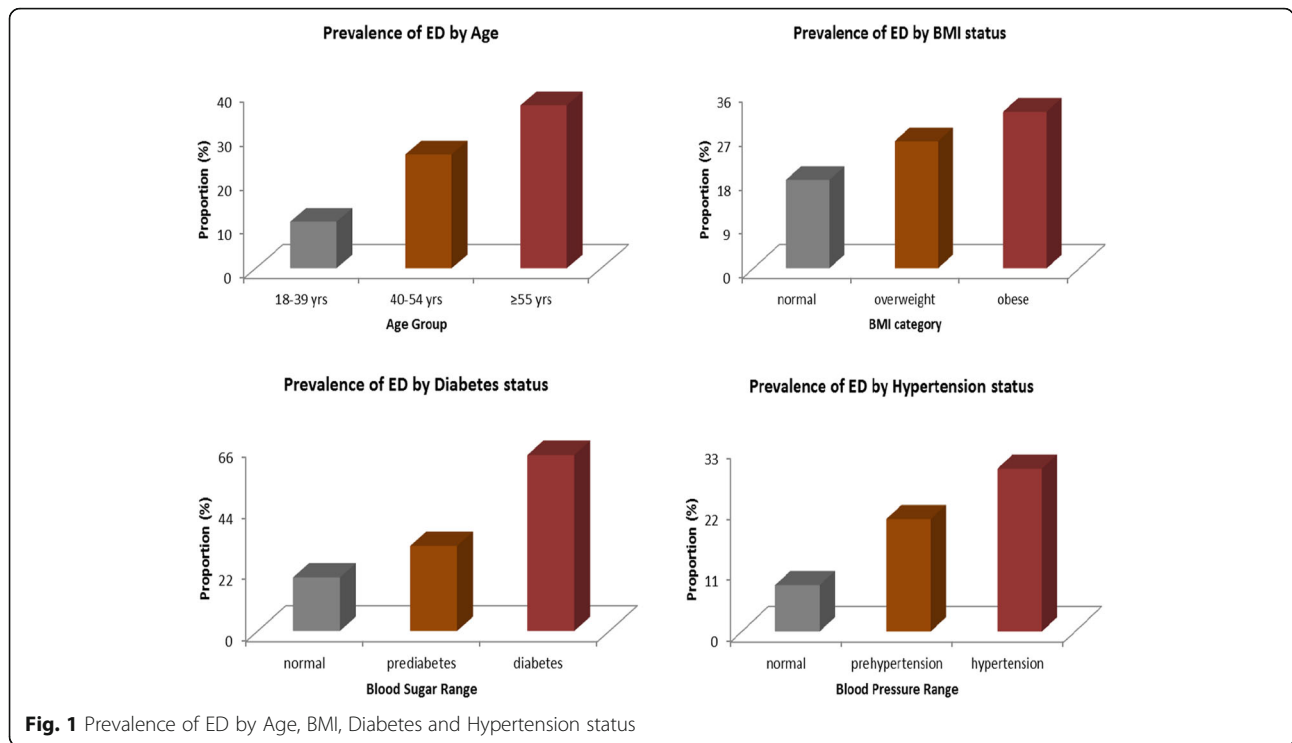 Prevalence of ED by Age
Proportion (%)
40
30
20
10
0
18-39 yrs 40-54 yrs ≥55 yrs
Age Group
Prevalence of ED by BMI status
Proportion (%)
36
27
18
9
0
normal overweight obese
BMI category
Prevalence of ED by Diabetes status
Proportion (%)
66
44
22
0
normal prediabetes diabetes
Blood Sugar Range
Prevalence of ED by Hypertension status
Proportion (%)
33
22
11
0
normal prehypertension hypertension
Blood Pressure Range
Fig. 1 Prevalence of ED by Age, BMI, Diabetes and Hypertension status